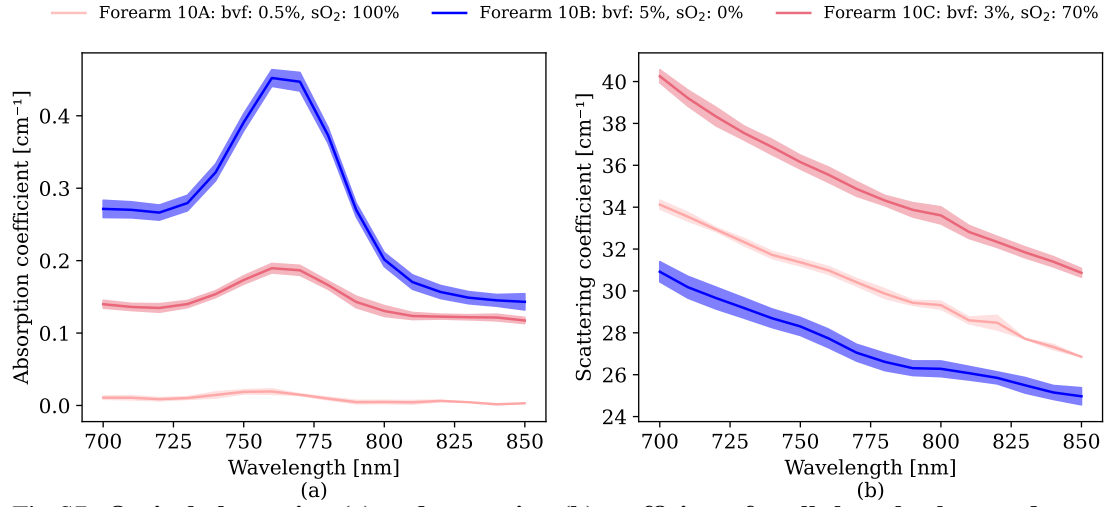 Forearm 10A: bvf: 0.5%, sO₂: 100%
Forearm 10B: bvf: 5%, sO₂: 0%
Forearm 10C: bvf: 3%, sO₂: 70%
Absorption coefficient [cm⁻¹]
0.4
0.3
0.2
0.1
0.0
700 725 750 775 800 825 850
Wavelength [nm]
(a)
Scattering coefficient [cm⁻¹]
40
38
36
34
32
30
28
26
24
700 725 750 775 800 825 850
Wavelength [nm]
(b)